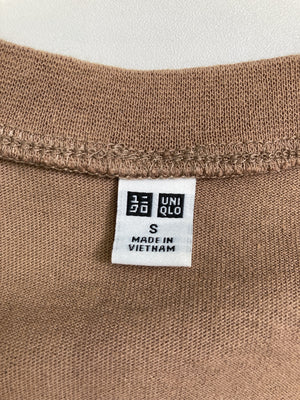 ユニ UNI
クロ QLO
S
MADE IN
VIETNAM